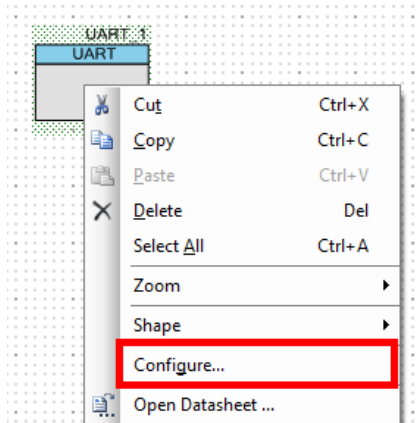 UART_1
UART
Cut Ctrl+X
Copy Ctrl+C
Paste Ctrl+V
Delete Del
Select All Ctrl+A
Zoom
Shape
Configure...
Open Datasheet ...